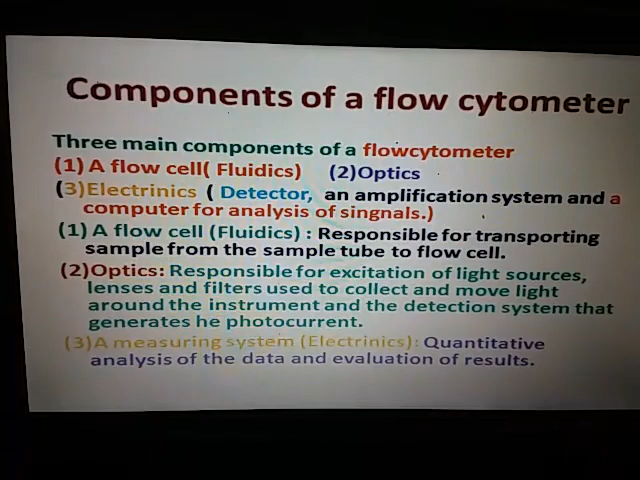 Components of a flow cytometer
Three main components of a flowcytometer
(1) A flow cell( Fluidics) (2)Optics
(3)Electrinics ( Detector, an amplification system and a
computer for analysis of singnals.)
(1) A flow cell (Fluidics) : Responsible for transporting
sample from the sample tube to flow cell.
(2)Optics: Responsible for excitation of light sources,
lenses and filters used to collect and move light
around the instrument and the detection system that
generates he photocurrent.
(3)A measuring system (Electrinics): Quantitative
analysis of the data and evaluation of results.